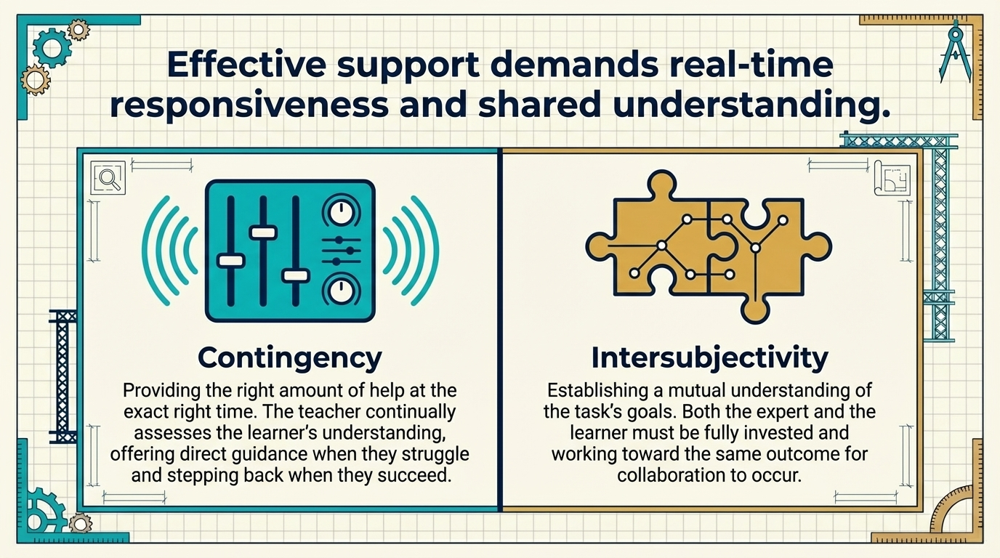 Effective support demands real-time
responsiveness and shared understanding.
Contingency
Providing the right amount of help at the
exact right time. The teacher continually
assesses the learner’s understanding,
offering direct guidance when they struggle
and stepping back when they succeed.
Intersubjectivity
Establishing a mutual understanding of
the task’s goals. Both the expert and the
learner must be fully invested and
working toward the same outcome for
collaboration to occur.